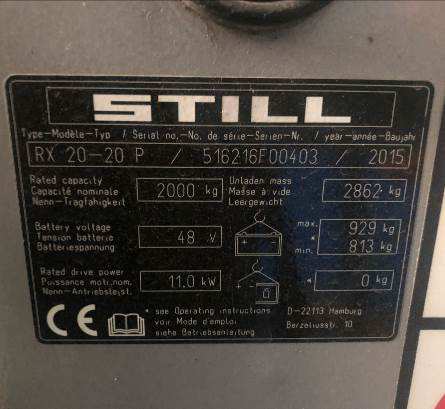 STILL
Type-Modèle-Typ / Serial no.-No. de série-Serien-Nr. / year-année-Baujahr
RX 20-20 P / 516216F00403 / 2015
Rated capacity
Capacité nominale
Nenn-Tragfähigkeit
2000 kg
Unladen mass
Masse à vide
Leergewicht
2862 kg
Battery voltage
Tension batterie
Batteriespannung
48 V
max. 929 kg
*
min. 813 kg
Rated drive power
Puissance mot.nom.
Nenn-Antriebsleist.
11.0 kW
* 0 kg
CE
* see Operating instructions
voir Mode d'emploi
siehe Betriebsanleitung
D-22113 Hamburg
Berzeliusstr. 10